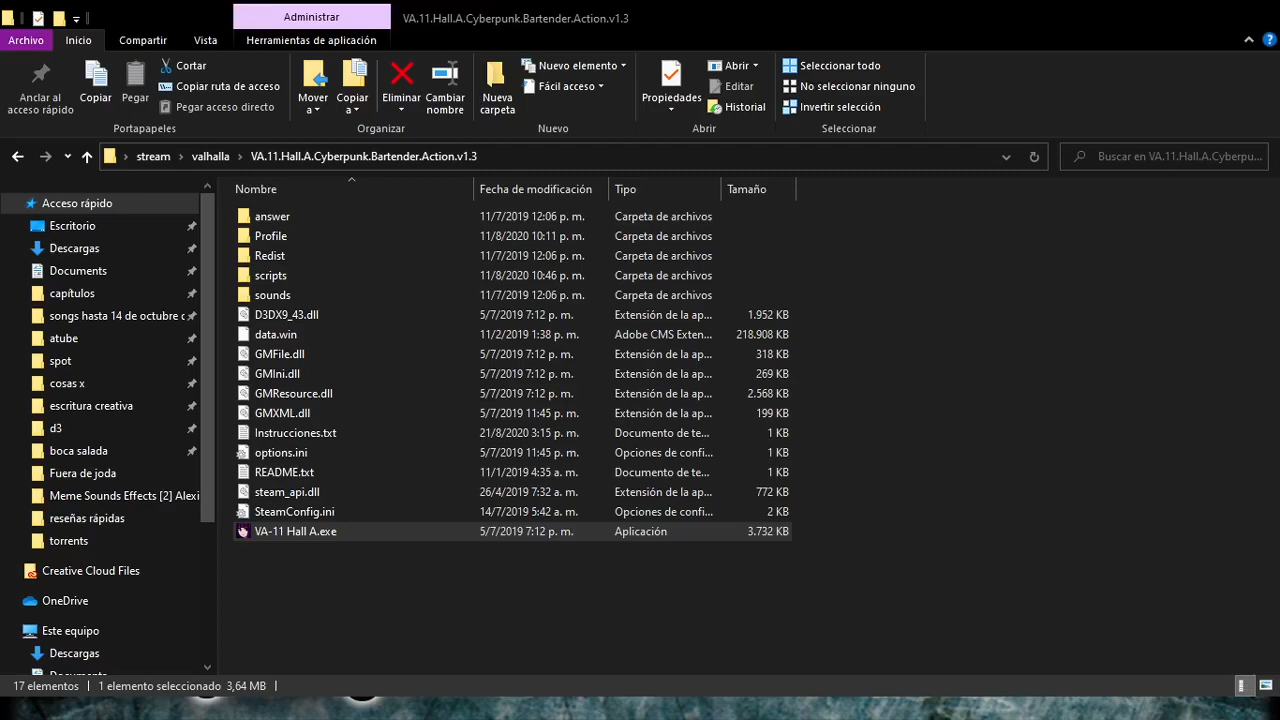 Administrar
VA.11.Hall.A.Cyberpunk.Bartender.Action.v1.3
Archivo Inicio Compartir Vista Herramientas de aplicación
Anclar al acceso rápido
Copiar
Pegar
Cortar
Copiar ruta de acceso
Pegar acceso directo
Portapapeles
Mover a
Copiar a
Eliminar
Cambiar nombre
Organizar
Nueva carpeta
Nuevo elemento
Fácil acceso
Nuevo
Propiedades
Abrir
Editar
Historial
Abrir
Seleccionar todo
No seleccionar ninguno
Invertir selección
Seleccionar
stream › valhalla › VA.11.Hall.A.Cyberpunk.Bartender.Action.v1.3
Buscar en VA.11.Hall.A.Cyberpu...
Acceso rápido
Escritorio
Descargas
Documents
capítulos
songs hasta 14 de octubre c
atube
spot
cosas x
escritura creativa
d3
boca salada
Fuera de joda
Meme Sounds Effects [2] Alexi
reseñas rápidas
torrents
Creative Cloud Files
OneDrive
Este equipo
Descargas
Nombre Fecha de modificación Tipo Tamaño
answer 11/7/2019 12:06 p. m. Carpeta de archivos
Profile 11/8/2020 10:11 p. m. Carpeta de archivos
Redist 11/7/2019 12:06 p. m. Carpeta de archivos
scripts 11/8/2020 10:46 p. m. Carpeta de archivos
sounds 11/7/2019 12:06 p. m. Carpeta de archivos
D3DX9_43.dll 5/7/2019 7:12 p. m. Extensión de la ap... 1.952 KB
data.win 11/2/2019 1:38 p. m. Adobe CMS Exten... 218.908 KB
GMFile.dll 5/7/2019 7:12 p. m. Extensión de la ap... 318 KB
GMIni.dll 5/7/2019 7:12 p. m. Extensión de la ap... 269 KB
GMResource.dll 5/7/2019 7:12 p. m. Extensión de la ap... 2.568 KB
GMXML.dll 5/7/2019 11:45 p. m. Extensión de la ap... 199 KB
Instrucciones.txt 21/8/2020 3:15 p. m. Documento de te... 1 KB
options.ini 5/7/2019 11:45 p. m. Opciones de confi... 1 KB
README.txt 11/1/2019 4:35 a. m. Documento de te... 1 KB
steam_api.dll 26/4/2019 7:32 a. m. Extensión de la ap... 772 KB
SteamConfig.ini 14/7/2019 5:42 a. m. Opciones de confi... 2 KB
VA-11 Hall A.exe 5/7/2019 7:12 p. m. Aplicación 3.732 KB
17 elementos | 1 elemento seleccionado 3,64 MB |